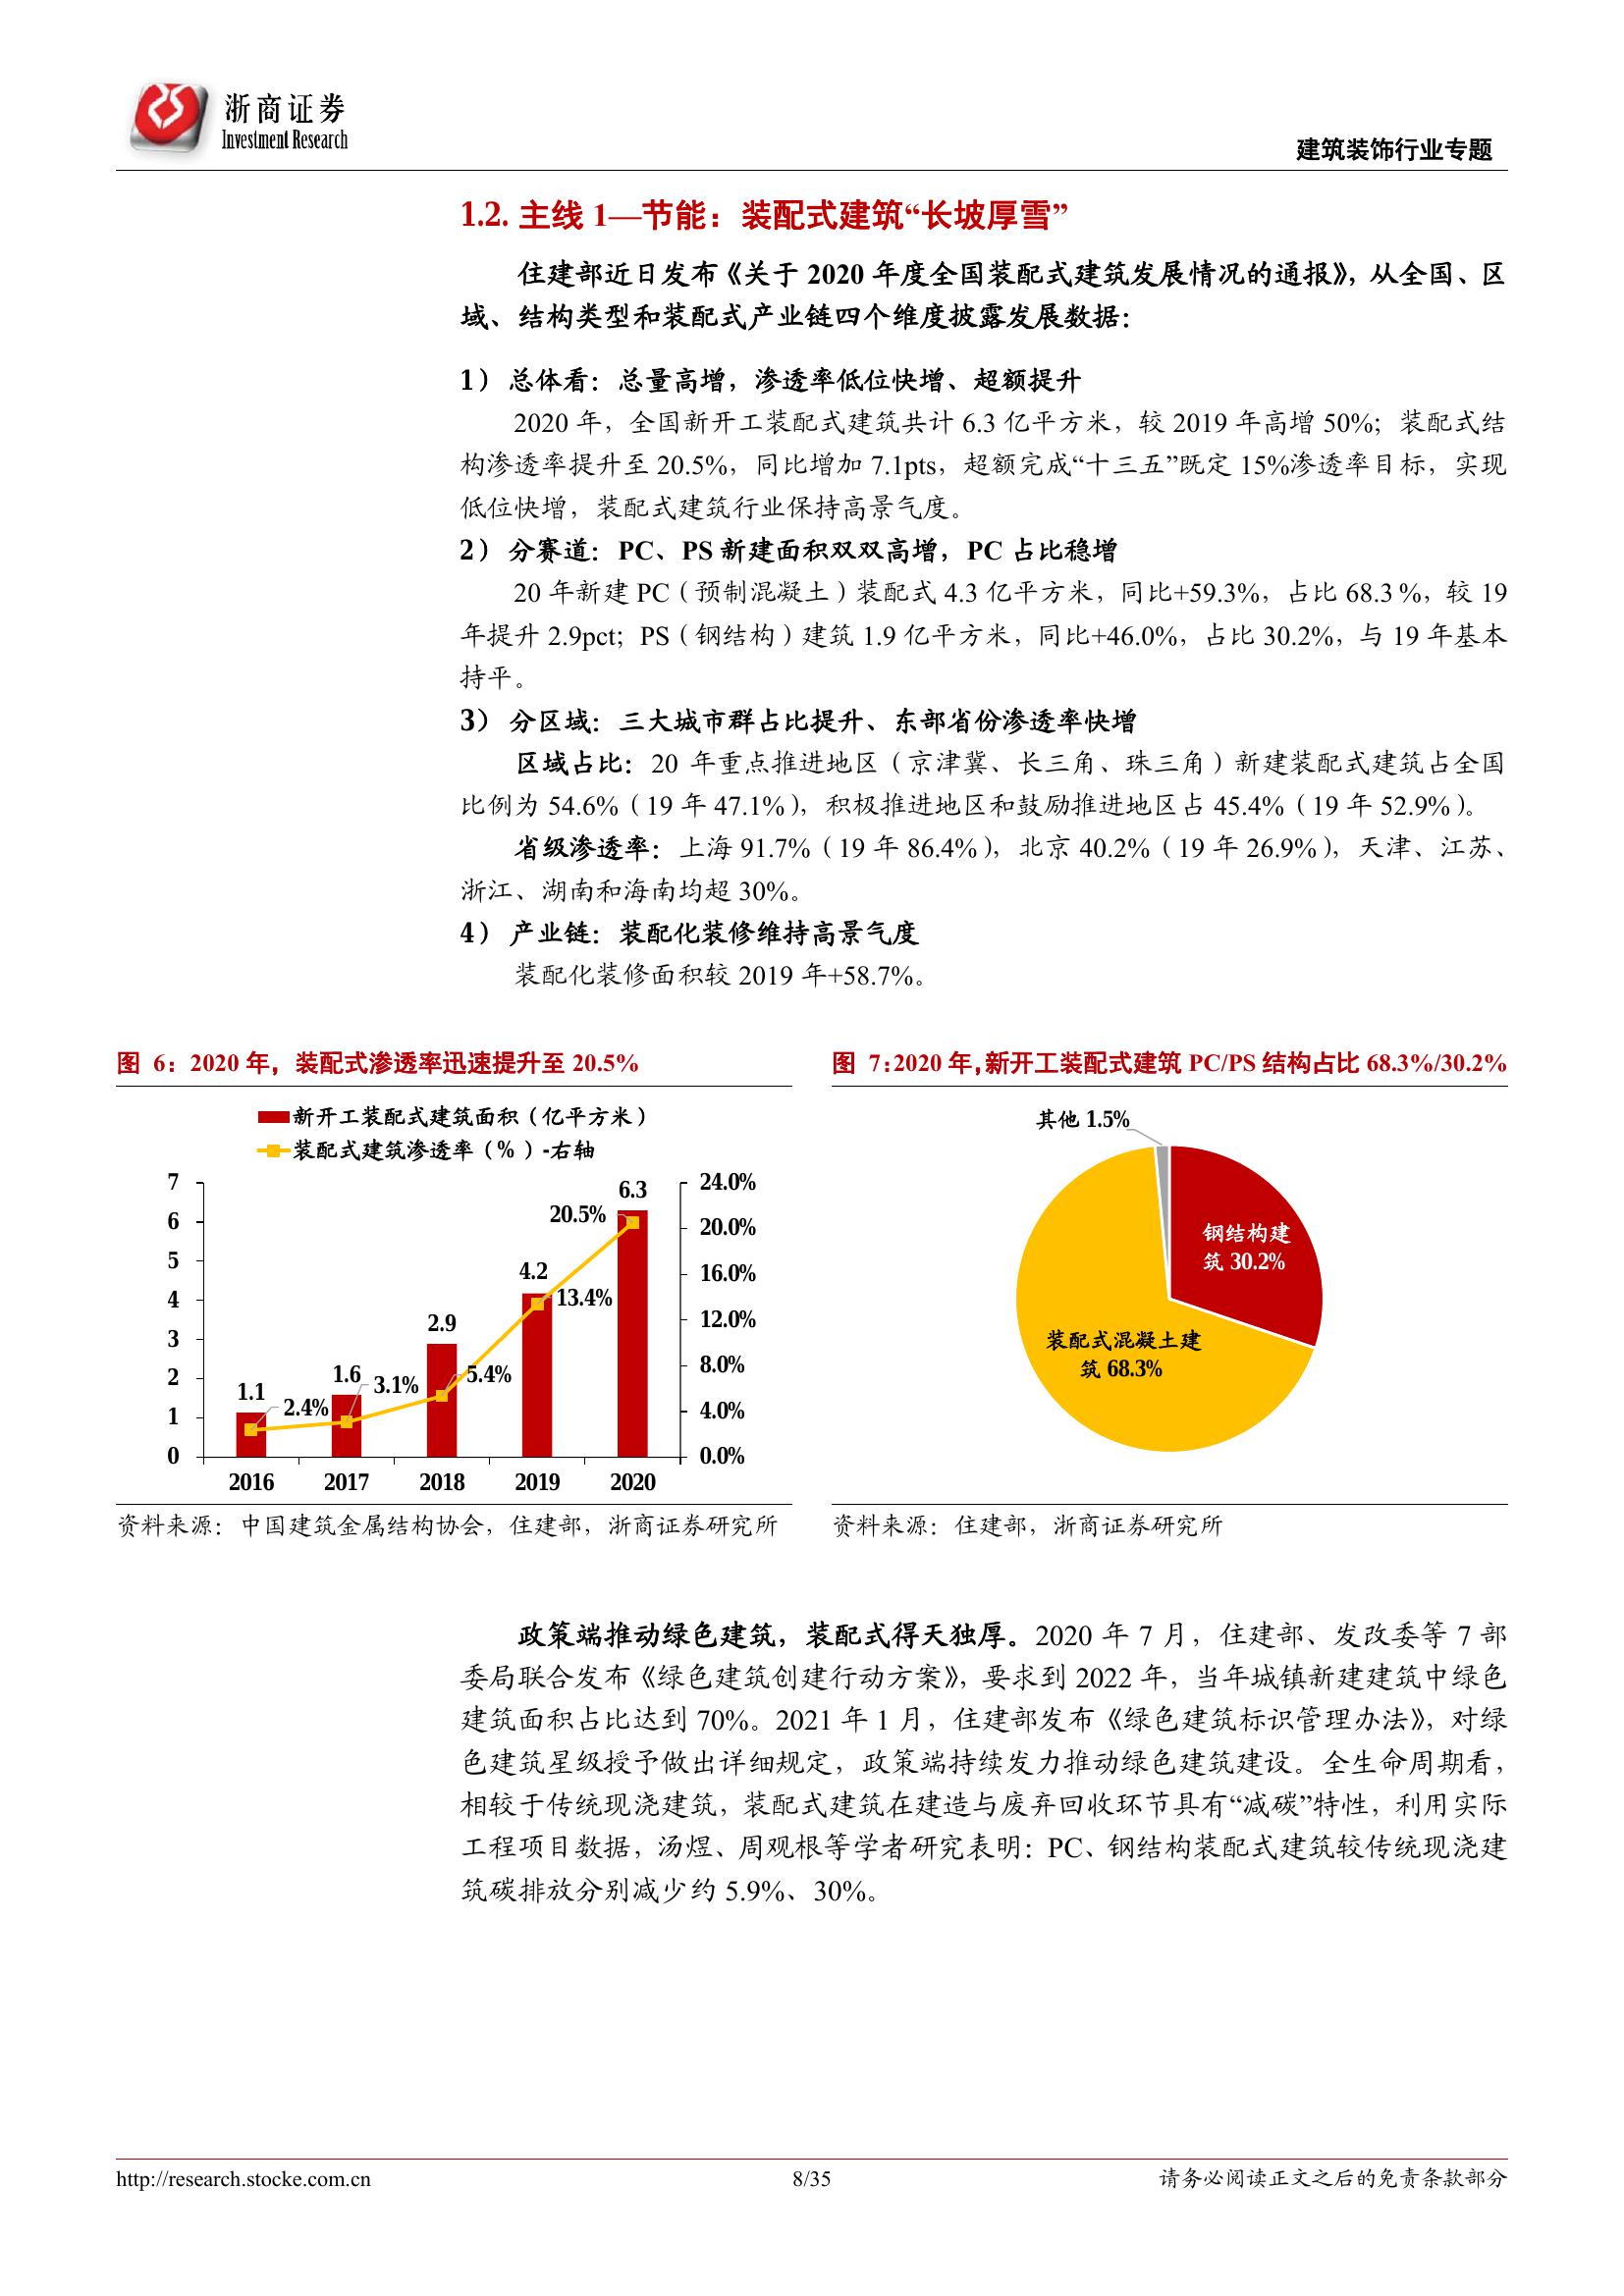 浙商证券
Investment Research
建筑装饰行业专题
1.2. 主线 1—节能：装配式建筑“长坡厚雪”
住建部近日发布《关于 2020 年度全国装配式建筑发展情况的通报》，从全国、区
域、结构类型和装配式产业链四个维度披露发展数据：
1） 总体看：总量高增，渗透率低位快增、超额提升
2020 年，全国新开工装配式建筑共计 6.3 亿平方米，较 2019 年高增 50%；装配式结
构渗透率提升至 20.5%，同比增加 7.1pts，超额完成“十三五”既定 15%渗透率目标，实现
低位快增，装配式建筑行业保持高景气度。
2） 分赛道：PC、PS 新建面积双双高增，PC 占比稳增
20 年新建 PC（预制混凝土）装配式 4.3 亿平方米，同比+59.3%，占比 68.3%，较 19
年提升 2.9pct；PS（钢结构）建筑 1.9 亿平方米，同比+46.0%，占比 30.2%，与 19 年基本
持平。
3） 分区域：三大城市群占比提升、东部省份渗透率快增
区域占比：20 年重点推进地区（京津冀、长三角、珠三角）新建装配式建筑占全国
比例为 54.6%（19 年 47.1%），积极推进地区和鼓励推进地区占 45.4%（19 年 52.9%）。
省级渗透率：上海 91.7%（19 年 86.4%），北京 40.2%（19 年 26.9%），天津、江苏、
浙江、湖南和海南均超 30%。
4） 产业链：装配化装修维持高景气度
装配化装修面积较 2019 年+58.7%。
图 6：2020 年，装配式渗透率迅速提升至 20.5%
新开工装配式建筑面积（亿平方米）
装配式建筑渗透率（%）-右轴
7
6
5
4
3
2
1
0
24.0%
20.0%
16.0%
12.0%
8.0%
4.0%
0.0%
1.1
1.6
2.9
4.2
6.3
2.4%
3.1%
5.4%
13.4%
20.5%
2016 2017 2018 2019 2020
资料来源：中国建筑金属结构协会，住建部，浙商证券研究所
图 7：2020 年，新开工装配式建筑 PC/PS 结构占比 68.3%/30.2%
其他 1.5%
钢结构建
筑 30.2%
装配式混凝土建
筑 68.3%
资料来源：住建部，浙商证券研究所
政策端推动绿色建筑，装配式得天独厚。2020 年 7 月，住建部、发改委等 7 部
委局联合发布《绿色建筑创建行动方案》，要求到 2022 年，当年城镇新建建筑中绿色
建筑面积占比达到 70%。2021 年 1 月，住建部发布《绿色建筑标识管理办法》，对绿
色建筑星级授予做出详细规定，政策端持续发力推动绿色建筑建设。全生命周期看，
相较于传统现浇建筑，装配式建筑在建造与废弃回收环节具有“减碳”特性，利用实际
工程项目数据，汤煜、周观根等学者研究表明：PC、钢结构装配式建筑较传统现浇建
筑碳排放分别减少约 5.9%、30%。
http://research.stocke.com.cn
8/35
请务必阅读正文之后的免责条款部分